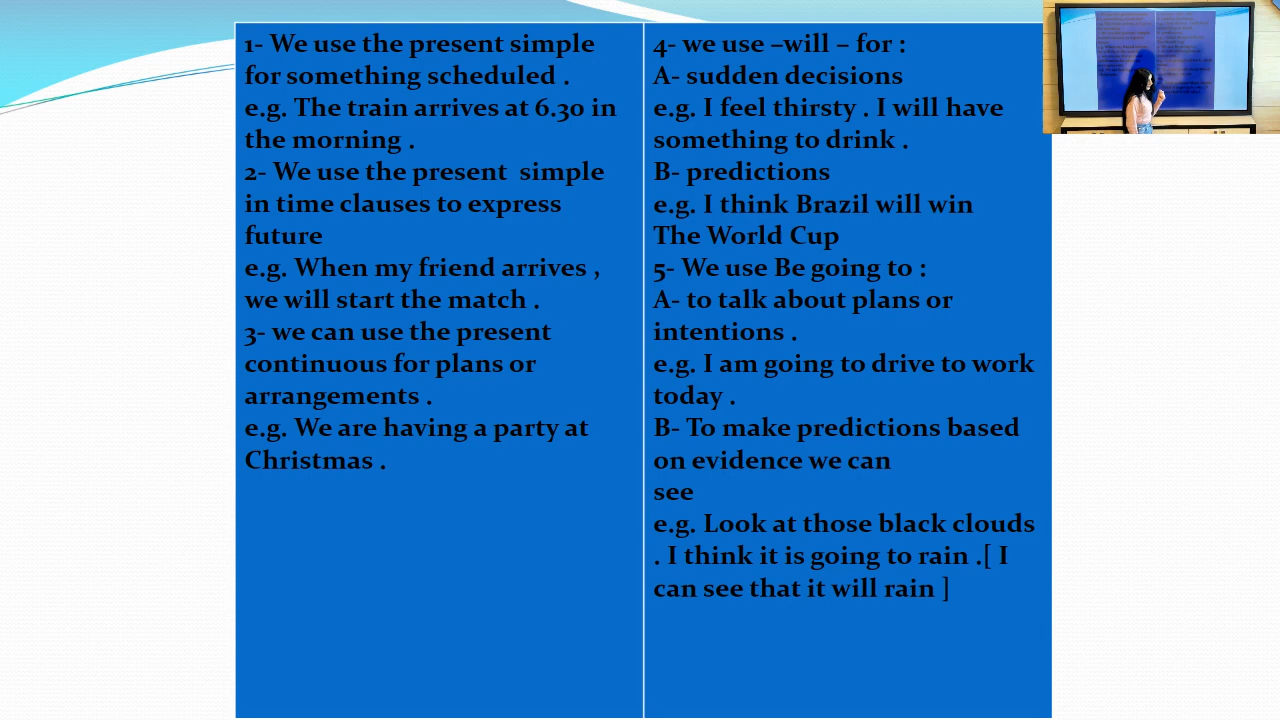 1- We use the present simple
for something scheduled .
e.g. The train arrives at 6.30 in
the morning .
2- We use the present  simple
in time clauses to express
future
e.g. When my friend arrives ,
we will start the match .
3- we can use the present
continuous for plans or
arrangements .
e.g. We are having a party at
Christmas .
4- we use –will – for :
A- sudden decisions
e.g. I feel thirsty . I will have
something to drink .
B- predictions
e.g. I think Brazil will win
The World Cup
5- We use Be going to :
A- to talk about plans or
intentions .
e.g. I am going to drive to work
today .
B- To make predictions based
on evidence we can
see
e.g. Look at those black clouds
. I think it is going to rain .[ I
can see that it will rain ]